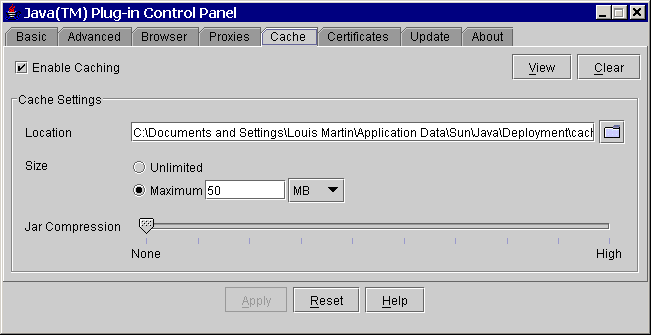 Java(TM) Plug-in Control Panel
Basic Advanced Browser Proxies Cache Certificates Update About
Enable Caching View Clear
Cache Settings
Location C:\Documents and Settings\Louis Martin\Application Data\Sun\Java\Deployment\cach
Size Unlimited
Maximum 50 MB
Jar Compression
None High
Apply Reset Help